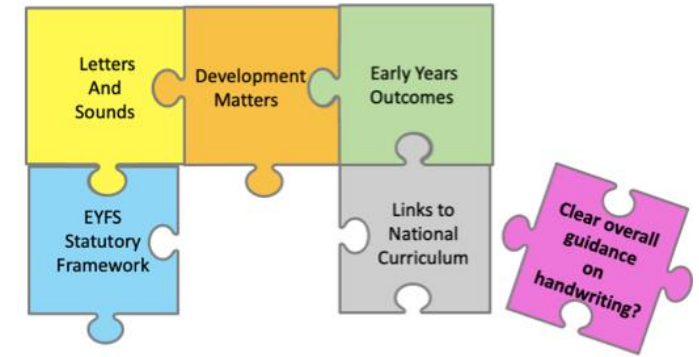 Letters
And
Sounds
Development
Matters
Early Years
Outcomes
EYFS
Statutory
Framework
Links to
National
Curriculum
Clear overall
guidance
on
handwriting?